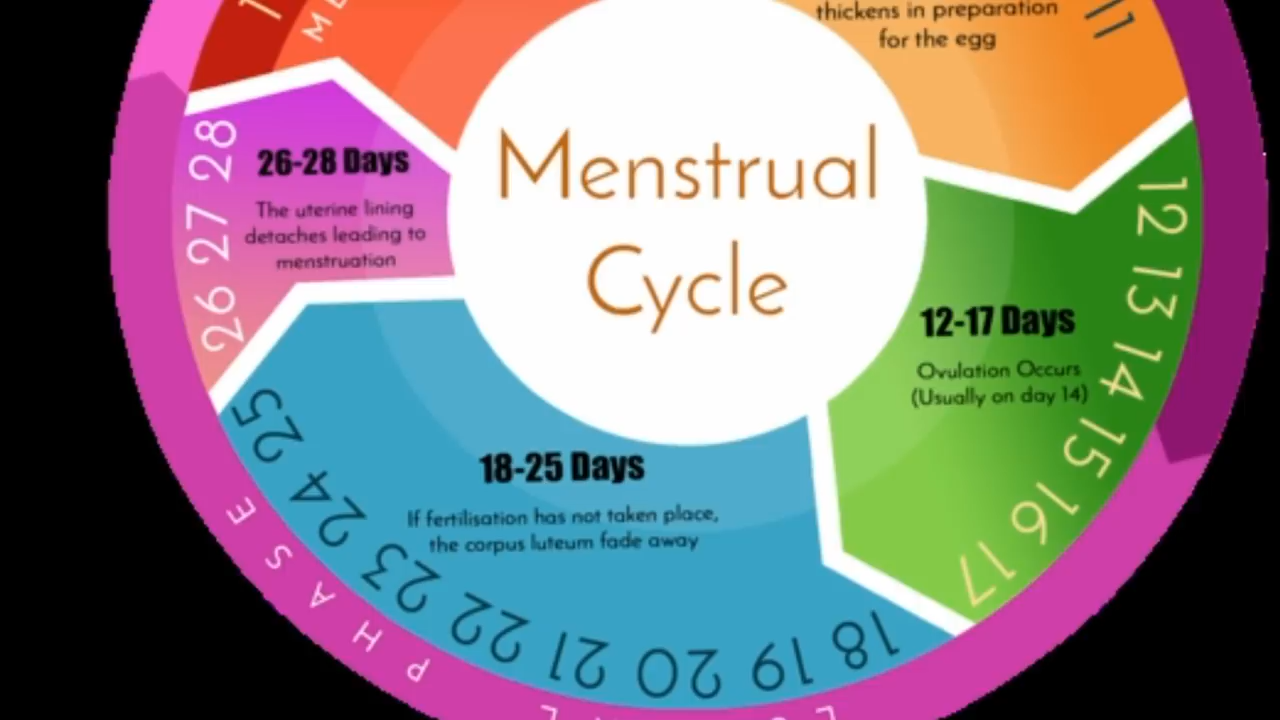 thickens in preparation
for the egg
11
Menstrual
Cycle
12-17 Days
Ovulation Occurs
(Usually on day 14)
12 13 14 15 16 17
18-25 Days
If fertilisation has not taken place,
the corpus luteum fade away
18 19 20 21 22 23 24 25
26-28 Days
The uterine lining
detaches leading to
menstruation
26 27 28
1
ME
PHASE